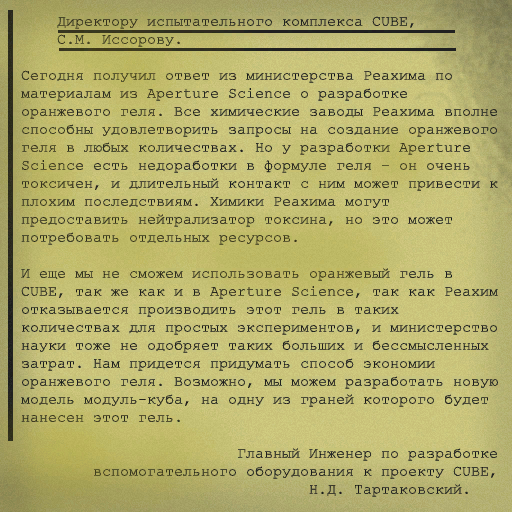 Директору испытательного комплекса CUBE,
С.М. Иссорову.
Сегодня получил ответ из министерства Реахима по
материалам из Aperture Science о разработке
оранжевого геля. Все химические заводы Реахима вполне
способны удовлетворить запросы на создание оранжевого
геля в любых количествах. Но у разработки Aperture
Science есть недоработки в формуле геля – он очень
токсичен, и длительный контакт с ним может привести к
плохим последствиям. Химики Реахима могут
предоставить нейтрализатор токсина, но это может
потребовать отдельных ресурсов.
И еще мы не сможем использовать оранжевый гель в
CUBE, так же как и в Aperture Science, так как Реахим
отказывается производить этот гель в таких
количествах для простых экспериментов, и министерство
науки тоже не одобряет таких больших и бессмысленных
затрат. Нам придется придумать способ экономии
оранжевого геля. Возможно, мы можем разработать новую
модель модуль-куба, на одну из граней которого будет
нанесен этот гель.
Главный Инженер по разработке
вспомогательного оборудования к проекту CUBE,
Н.Д. Тартаковский.